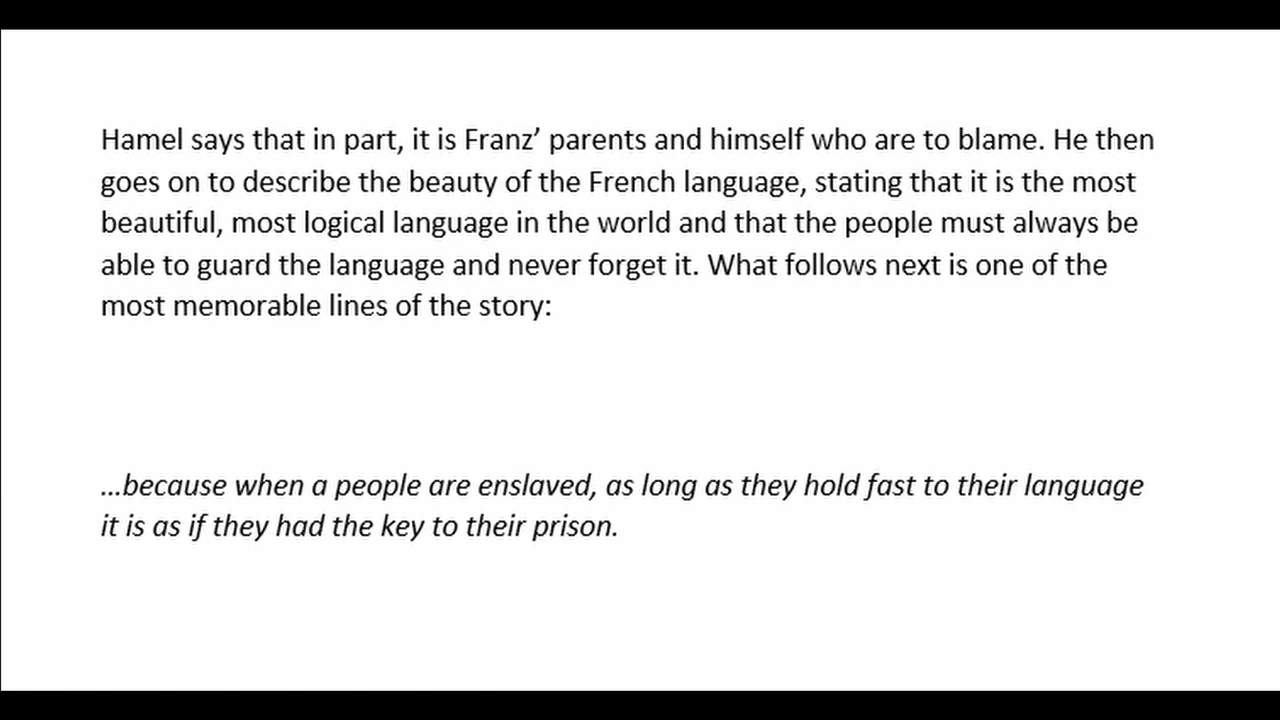 Hamel says that in part, it is Franz’ parents and himself who are to blame. He then
goes on to describe the beauty of the French language, stating that it is the most
beautiful, most logical language in the world and that the people must always be
able to guard the language and never forget it. What follows next is one of the
most memorable lines of the story:
…because when a people are enslaved, as long as they hold fast to their language
it is as if they had the key to their prison.